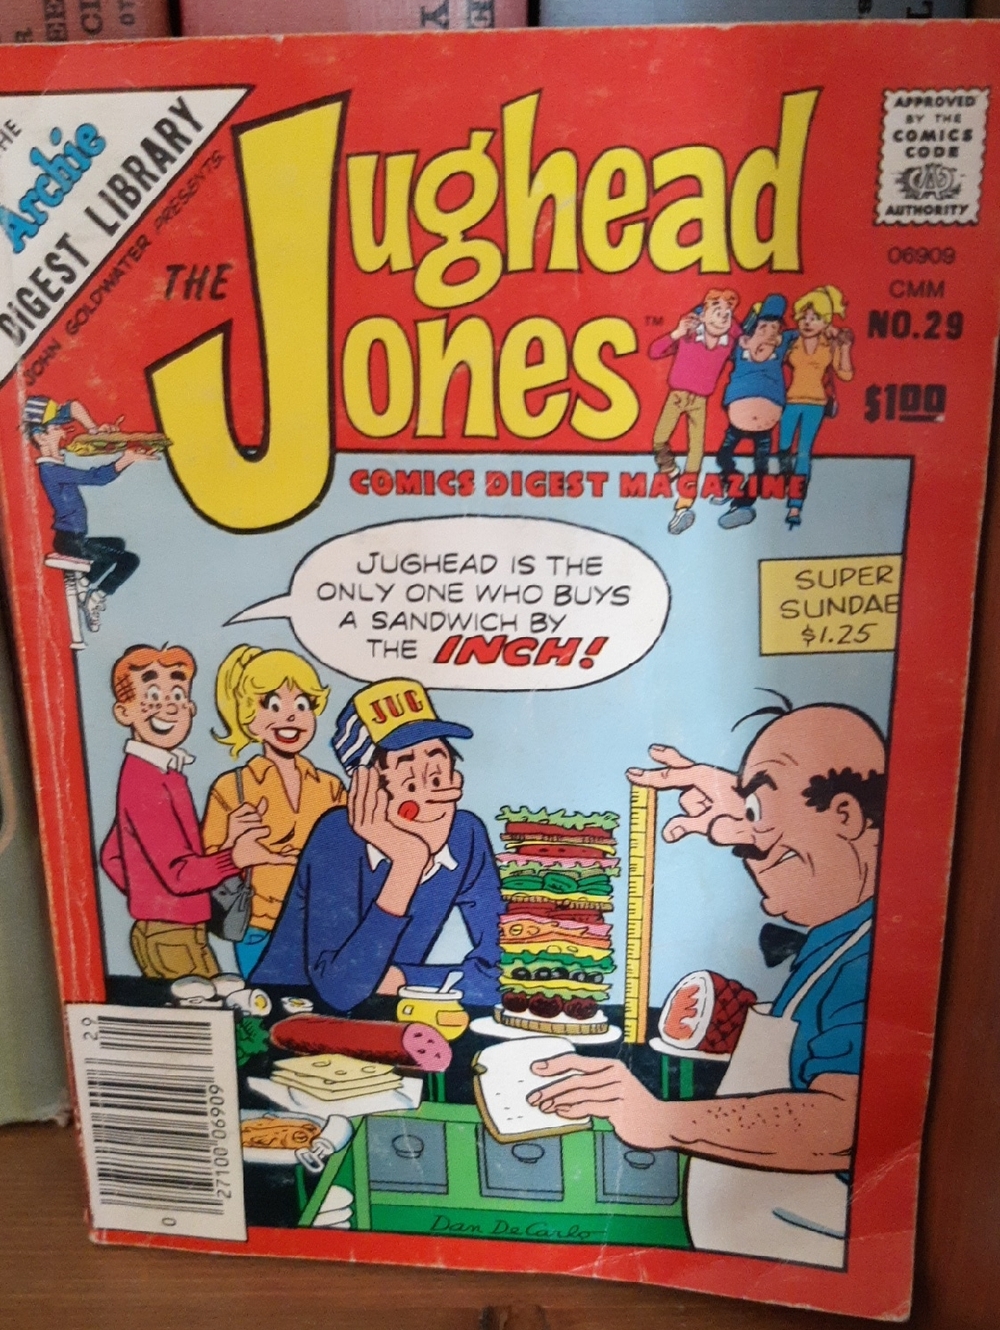 THE
Archie
DIGEST LIBRARY
JOHN GOLDWATER PRESENTS:
THE Jughead
Jones™
COMICS DIGEST MAGAZINE
APPROVED
BY THE
COMICS
CODE
CA
AUTHORITY
06909
CMM
NO.29
$1.00
JUGHEAD IS THE
ONLY ONE WHO BUYS
A SANDWICH BY
THE INCH!
SUPER
SUNDAE
$1.25
JUG
29
27100 06909
0
Dan DeCarlo